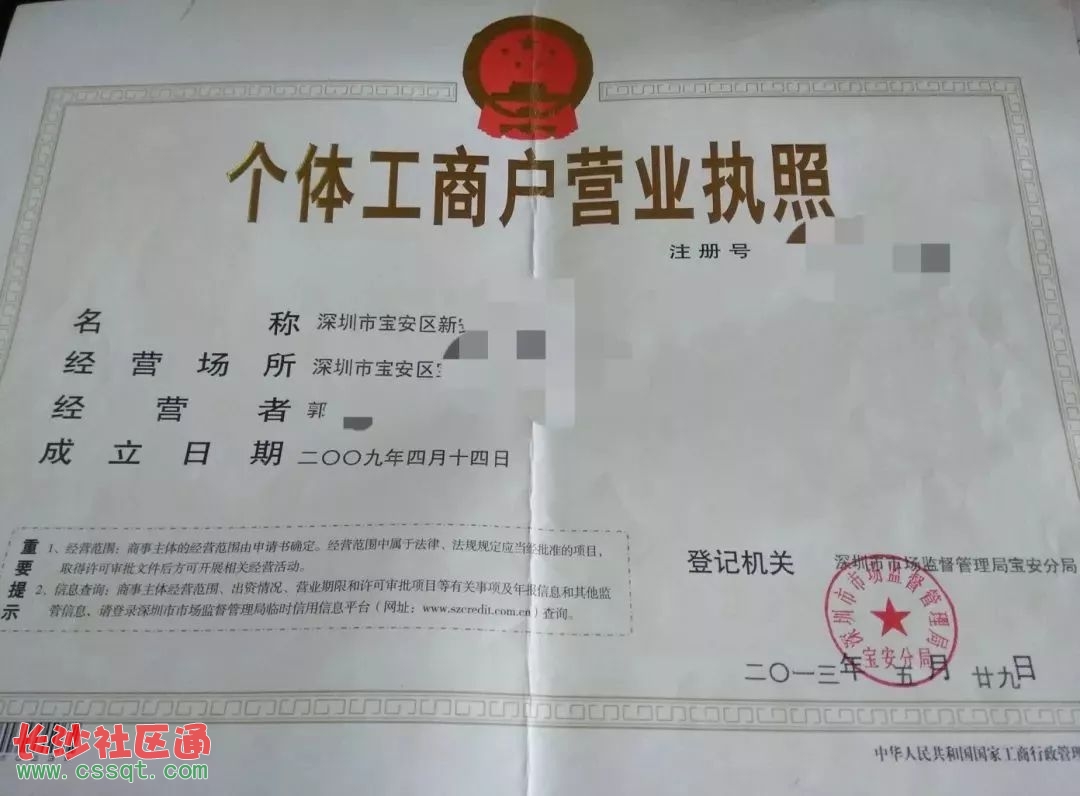 个体工商户营业执照
注册号
名称 深圳市宝安区新
经营场所 深圳市宝安区
经营者 郭
成立日期 二〇〇九年四月十四日
重要提示
1、经营范围：商事主体的经营范围由申请书确定。经营范围中属于法律、法规规定应当经批准的项目，
取得许可审批文件后方可开展相关经营活动。
2、信息查询：商事主体经营范围、出资情况、营业期限和许可审批项目等有关事项及年报信息和其他监
管信息，请登录深圳市市场监督管理局临时信用信息平台（网址：www.szcredit.com.cn）查询。
登记机关 深圳市市场监督管理局宝安分局
深圳市市场监督管理局
宝安分局
二〇一三年五月廿九日
长沙社区通
www.cssqt.com
中华人民共和国国家工商行政管理